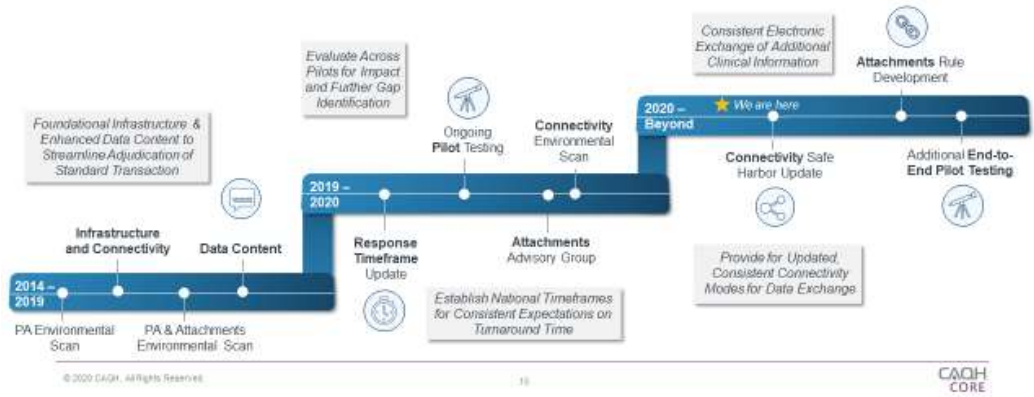 Foundational Infrastructure &
Enhanced Data Content to
Streamline Adjudication of
Standard Transaction
Infrastructure
and Connectivity
Data Content
2014 –
2019
PA Environmental
Scan
PA & Attachments
Environmental Scan
Evaluate Across
Pilots for Impact
and Further Gap
Identification
Ongoing
Pilot Testing
Connectivity
Environmental
Scan
2019 –
2020
Response
Timeframe
Update
Attachments
Advisory Group
Establish National Timeframes
for Consistent Expectations on
Turnaround Time
Consistent Electronic
Exchange of Additional
Clinical Information
Attachments Rule
Development
2020 –
Beyond
We are here
Connectivity Safe
Harbor Update
Additional End-to-
End Pilot Testing
Provide for Updated,
Consistent Connectivity
Modes for Data Exchange
© 2020 CAQH, All Rights Reserved.
CAQH
CORE